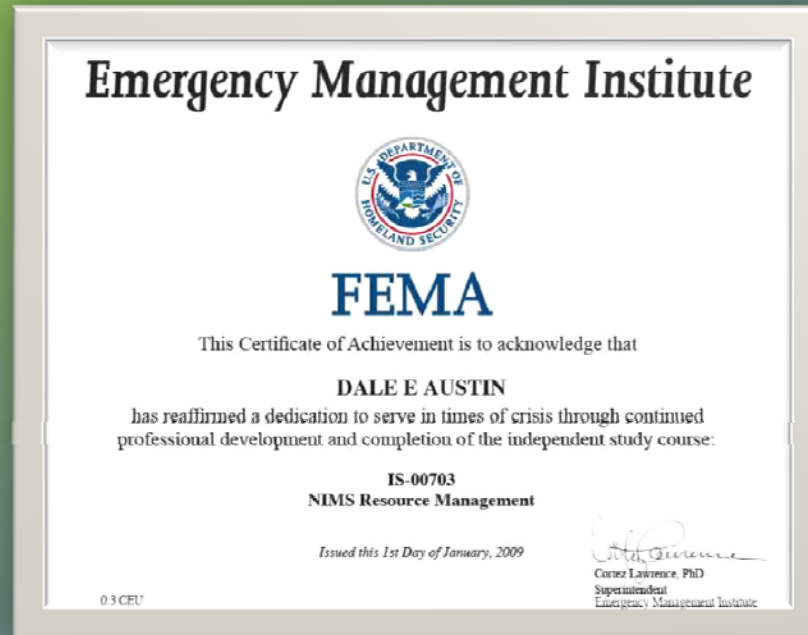 Emergency Management Institute
U.S. DEPARTMENT OF
HOMELAND SECURITY
FEMA
This Certificate of Achievement is to acknowledge that
DALE E AUSTIN
has reaffirmed a dedication to serve in times of crisis through continued
professional development and completion of the independent study course:
IS-00703
NIMS Resource Management
Issued this 1st Day of January, 2009
Cortez Lawrence
Cortez Lawrence, PhD
Superintendent
Emergency Management Institute
0.3 CEU